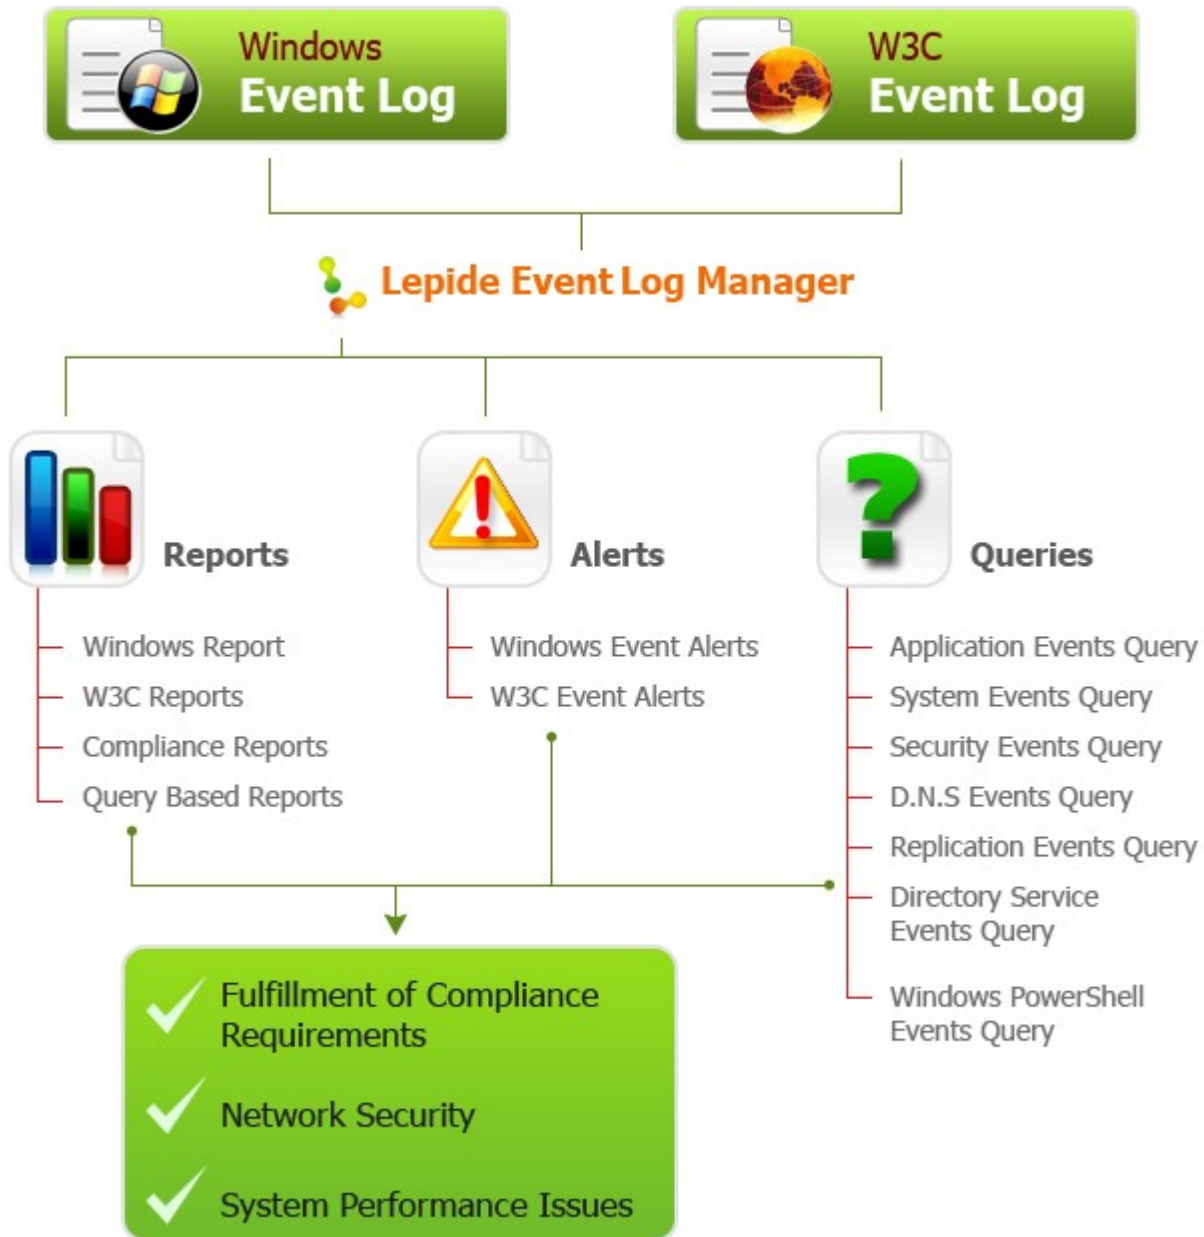 Windows
Event Log
W3C
Event Log
Lepide Event Log Manager
Reports
Windows Report
W3C Reports
Compliance Reports
Query Based Reports
Alerts
Windows Event Alerts
W3C Event Alerts
Queries
Application Events Query
System Events Query
Security Events Query
D.N.S Events Query
Replication Events Query
Directory Service
Events Query
Windows PowerShell
Events Query
Fulfillment of Compliance
Requirements
Network Security
System Performance Issues